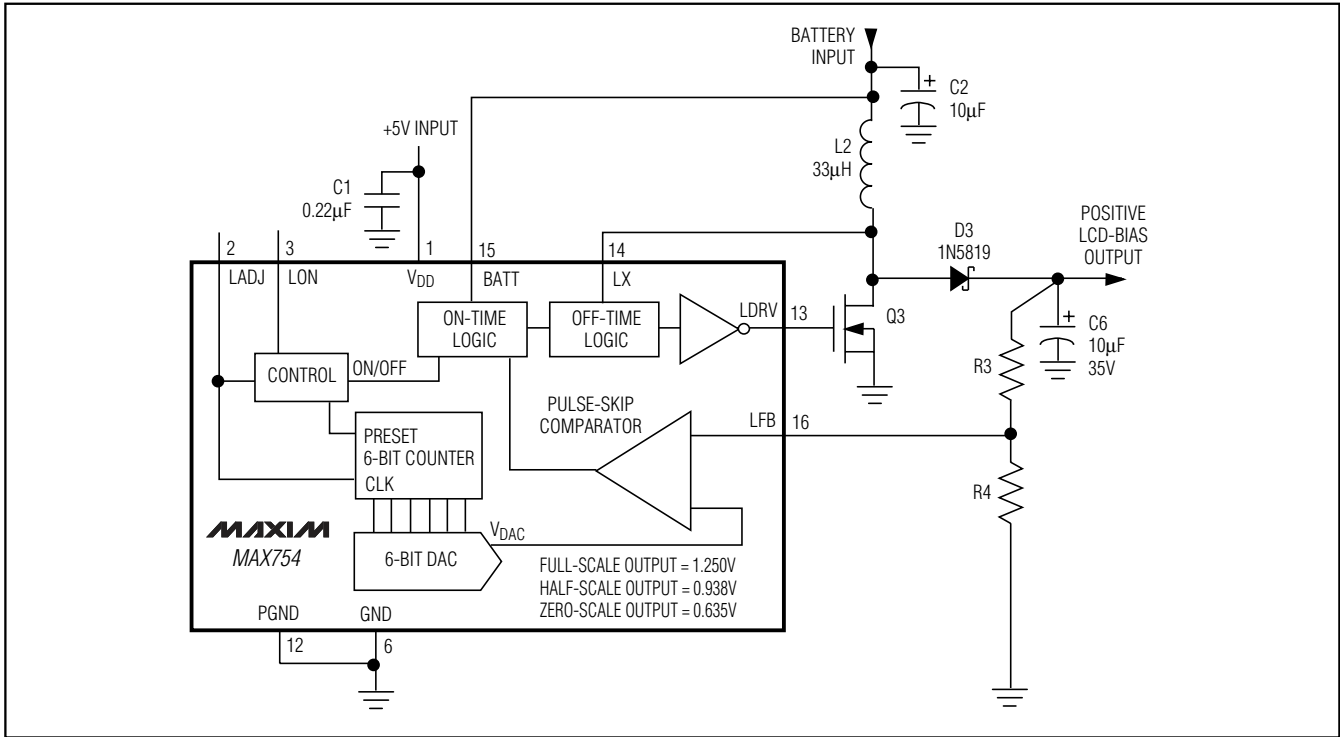 BATTERY
INPUT
C2
10µF
+
+5V INPUT
L2
33µH
C1
0.22µF
POSITIVE
LCD-BIAS
OUTPUT
D3
1N5819
2
3
1
15
14
LADJ
LON
VDD
BATT
LX
ON-TIME
LOGIC
OFF-TIME
LOGIC
LDRV
13
Q3
+
C6
10µF
35V
R3
CONTROL
ON/OFF
PULSE-SKIP
COMPARATOR
LFB
16
PRESET
6-BIT COUNTER
CLK
R4
MAXIM
MAX754
VDAC
6-BIT DAC
FULL-SCALE OUTPUT = 1.250V
HALF-SCALE OUTPUT = 0.938V
ZERO-SCALE OUTPUT = 0.635V
PGND
GND
12
6